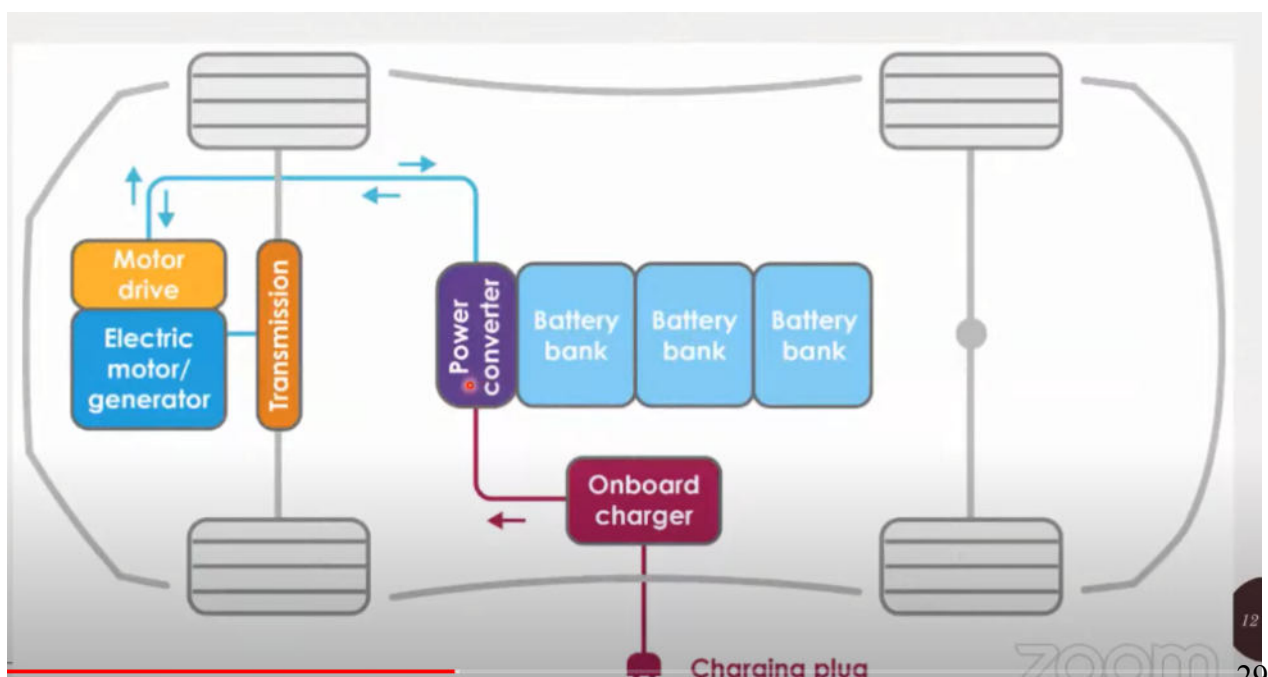 Motor
drive
Electric
motor/
generator
Transmission
Power
converter
Battery
bank
Battery
bank
Battery
bank
Onboard
charger
Charging plug
12
zoom
29